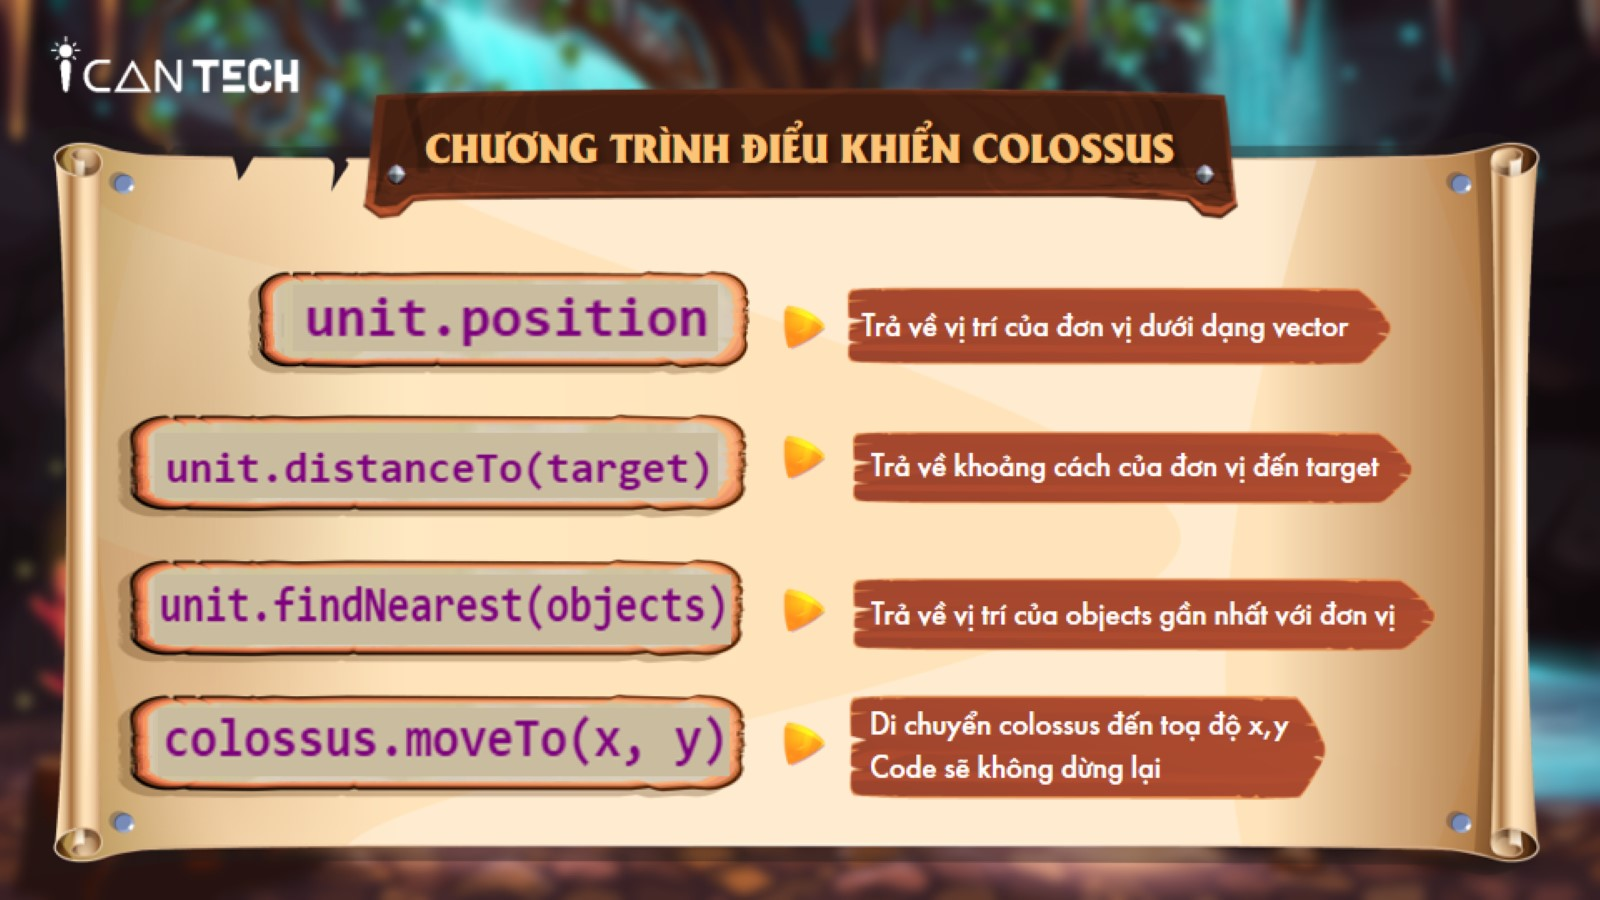 iCANTECH
CHƯƠNG TRÌNH ĐIỂU KHIỂN COLOSSUS
unit.position
Trả về vị trí của đơn vị dưới dạng vector
unit.distanceTo(target)
Trả về khoảng cách của đơn vị đến target
unit.findNearest(objects)
Trả về vị trí của objects gần nhất với đơn vị
colossus.moveTo(x, y)
Di chuyển colossus đến toạ độ x,y
Code sẽ không dừng lại